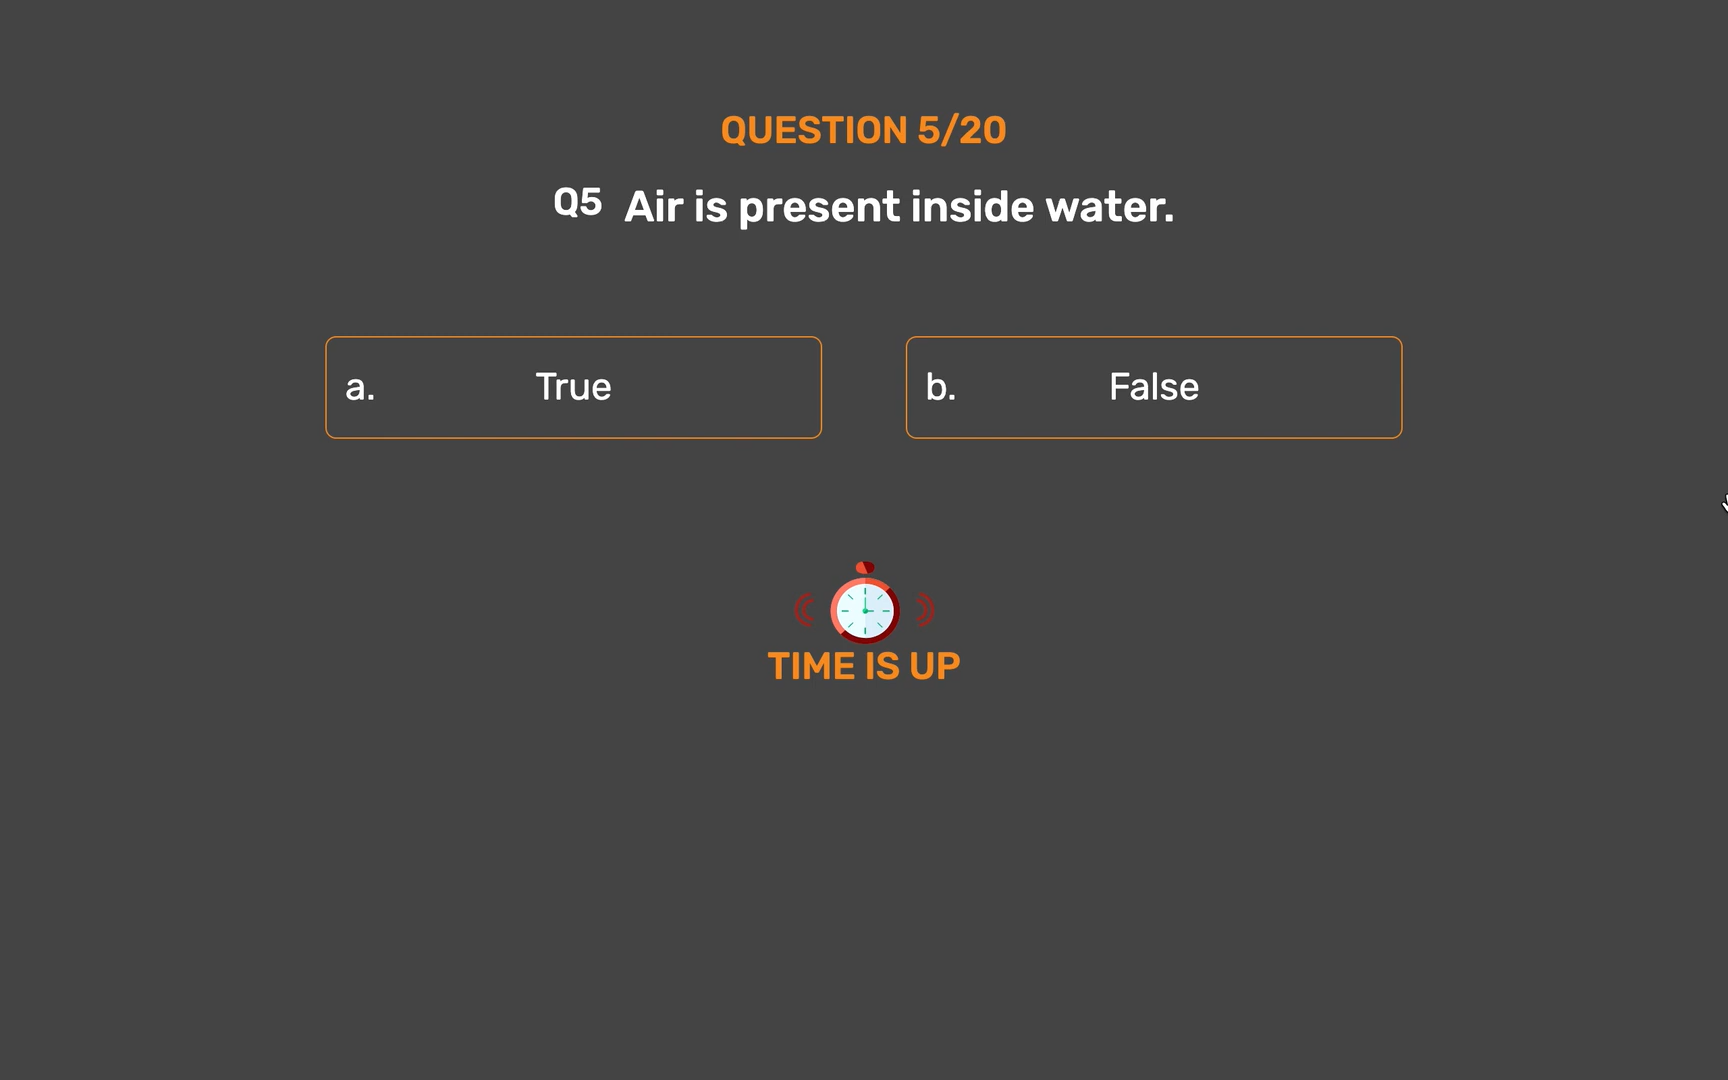 QUESTION 5/20
Q5 Air is present inside water.
a. True
b. False
TIME IS UP